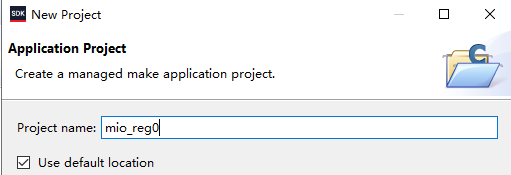 SDK New Project
Application Project
Create a managed make application project.
C
Project name: mio_reg0
Use default location